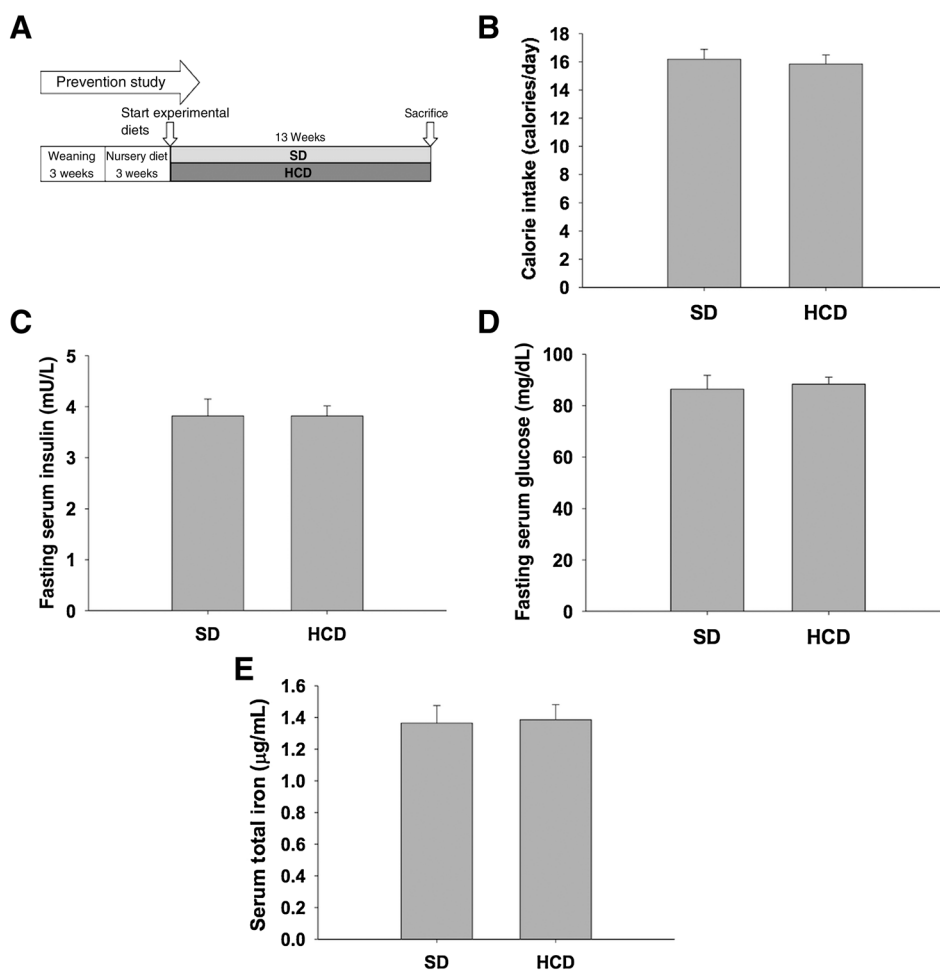 A
Prevention study
Start experimental
diets
Sacrifice
13 Weeks
Weaning
3 weeks
Nursery diet
3 weeks
SD
HCD
B
Calorie intake (calories/day)
18
16
14
12
10
8
6
4
2
0
SD
HCD
C
Fasting serum insulin (mU/L)
5
4
3
2
1
0
SD
HCD
D
Fasting serum glucose (mg/dL)
100
80
60
40
20
0
SD
HCD
E
Serum total iron (μg/mL)
1.6
1.4
1.2
1.0
0.8
0.6
0.4
0.2
0.0
SD
HCD